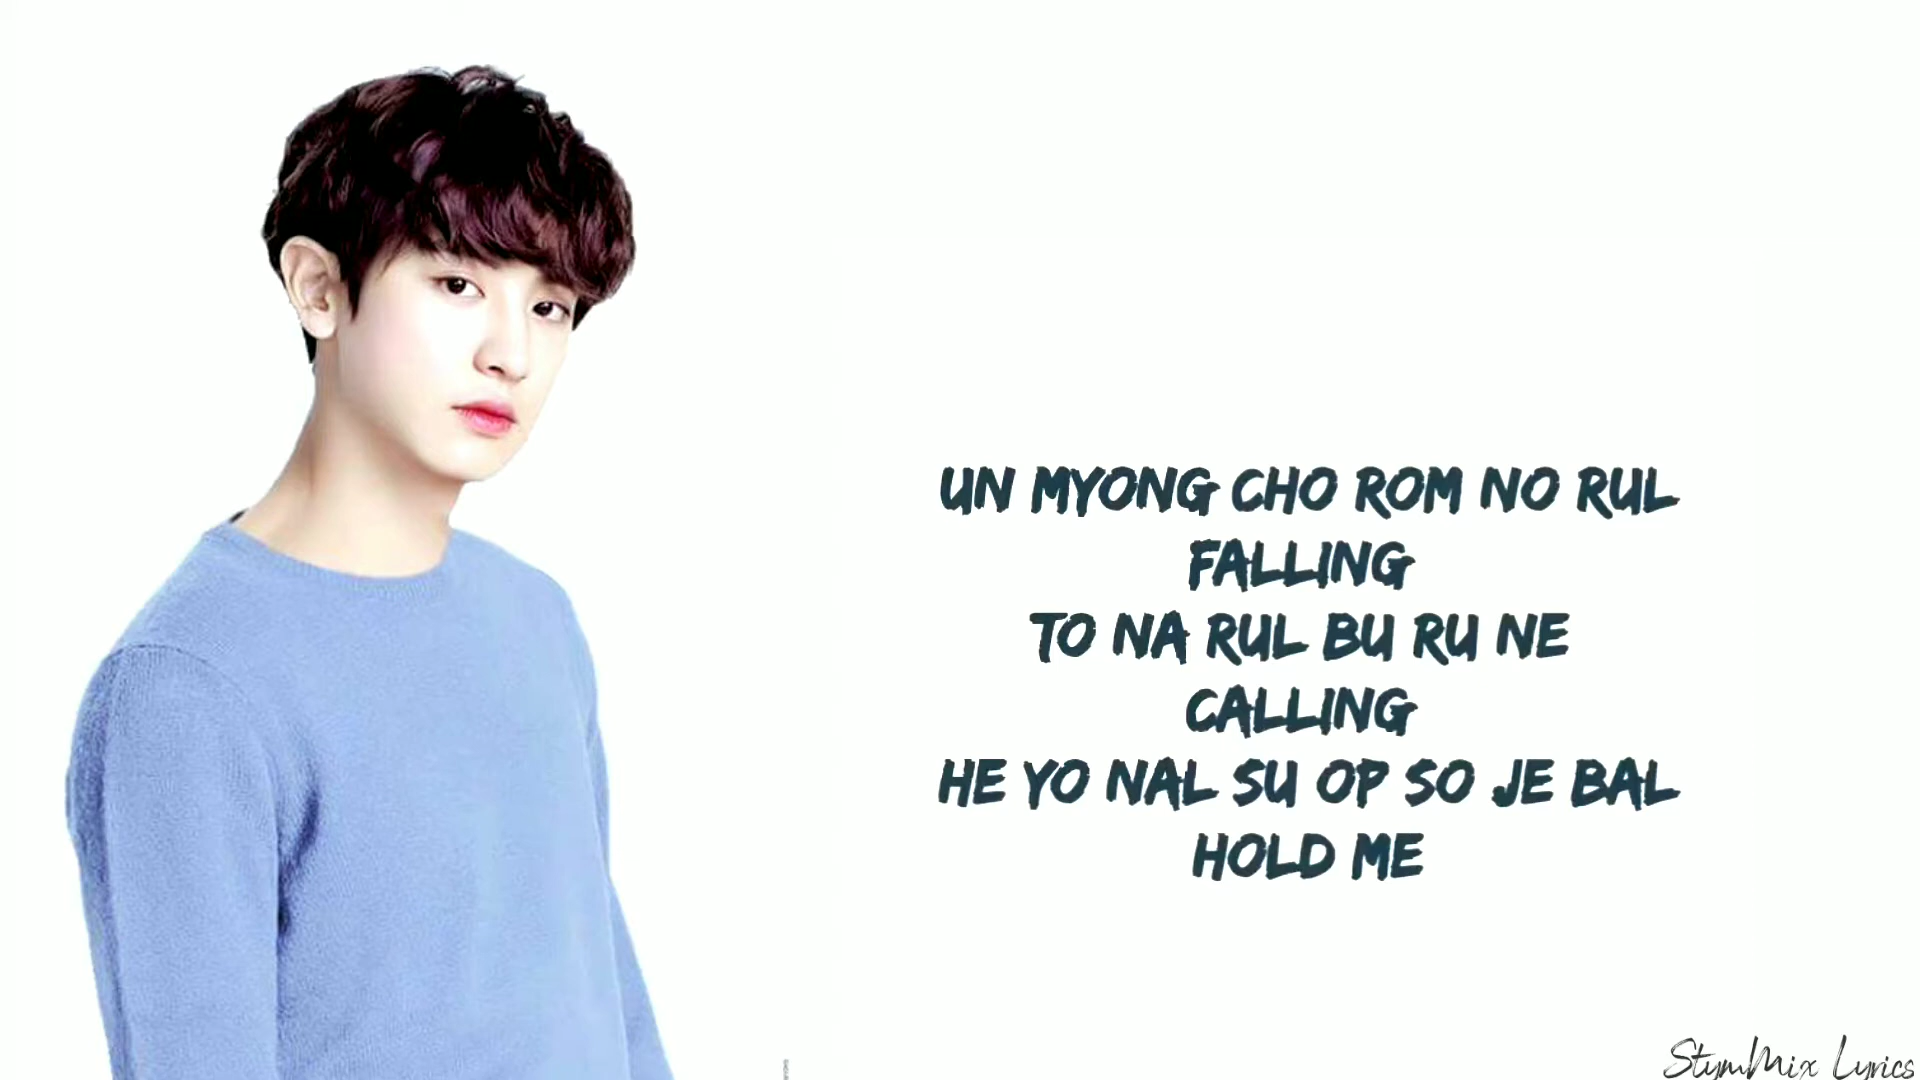 UN MYONG CHO ROM NO RUL
FALLING
TO NA RUL BU RU NE
CALLING
HE YO NAL SU OP SO JE BAL
HOLD ME
StymMix Lyrics